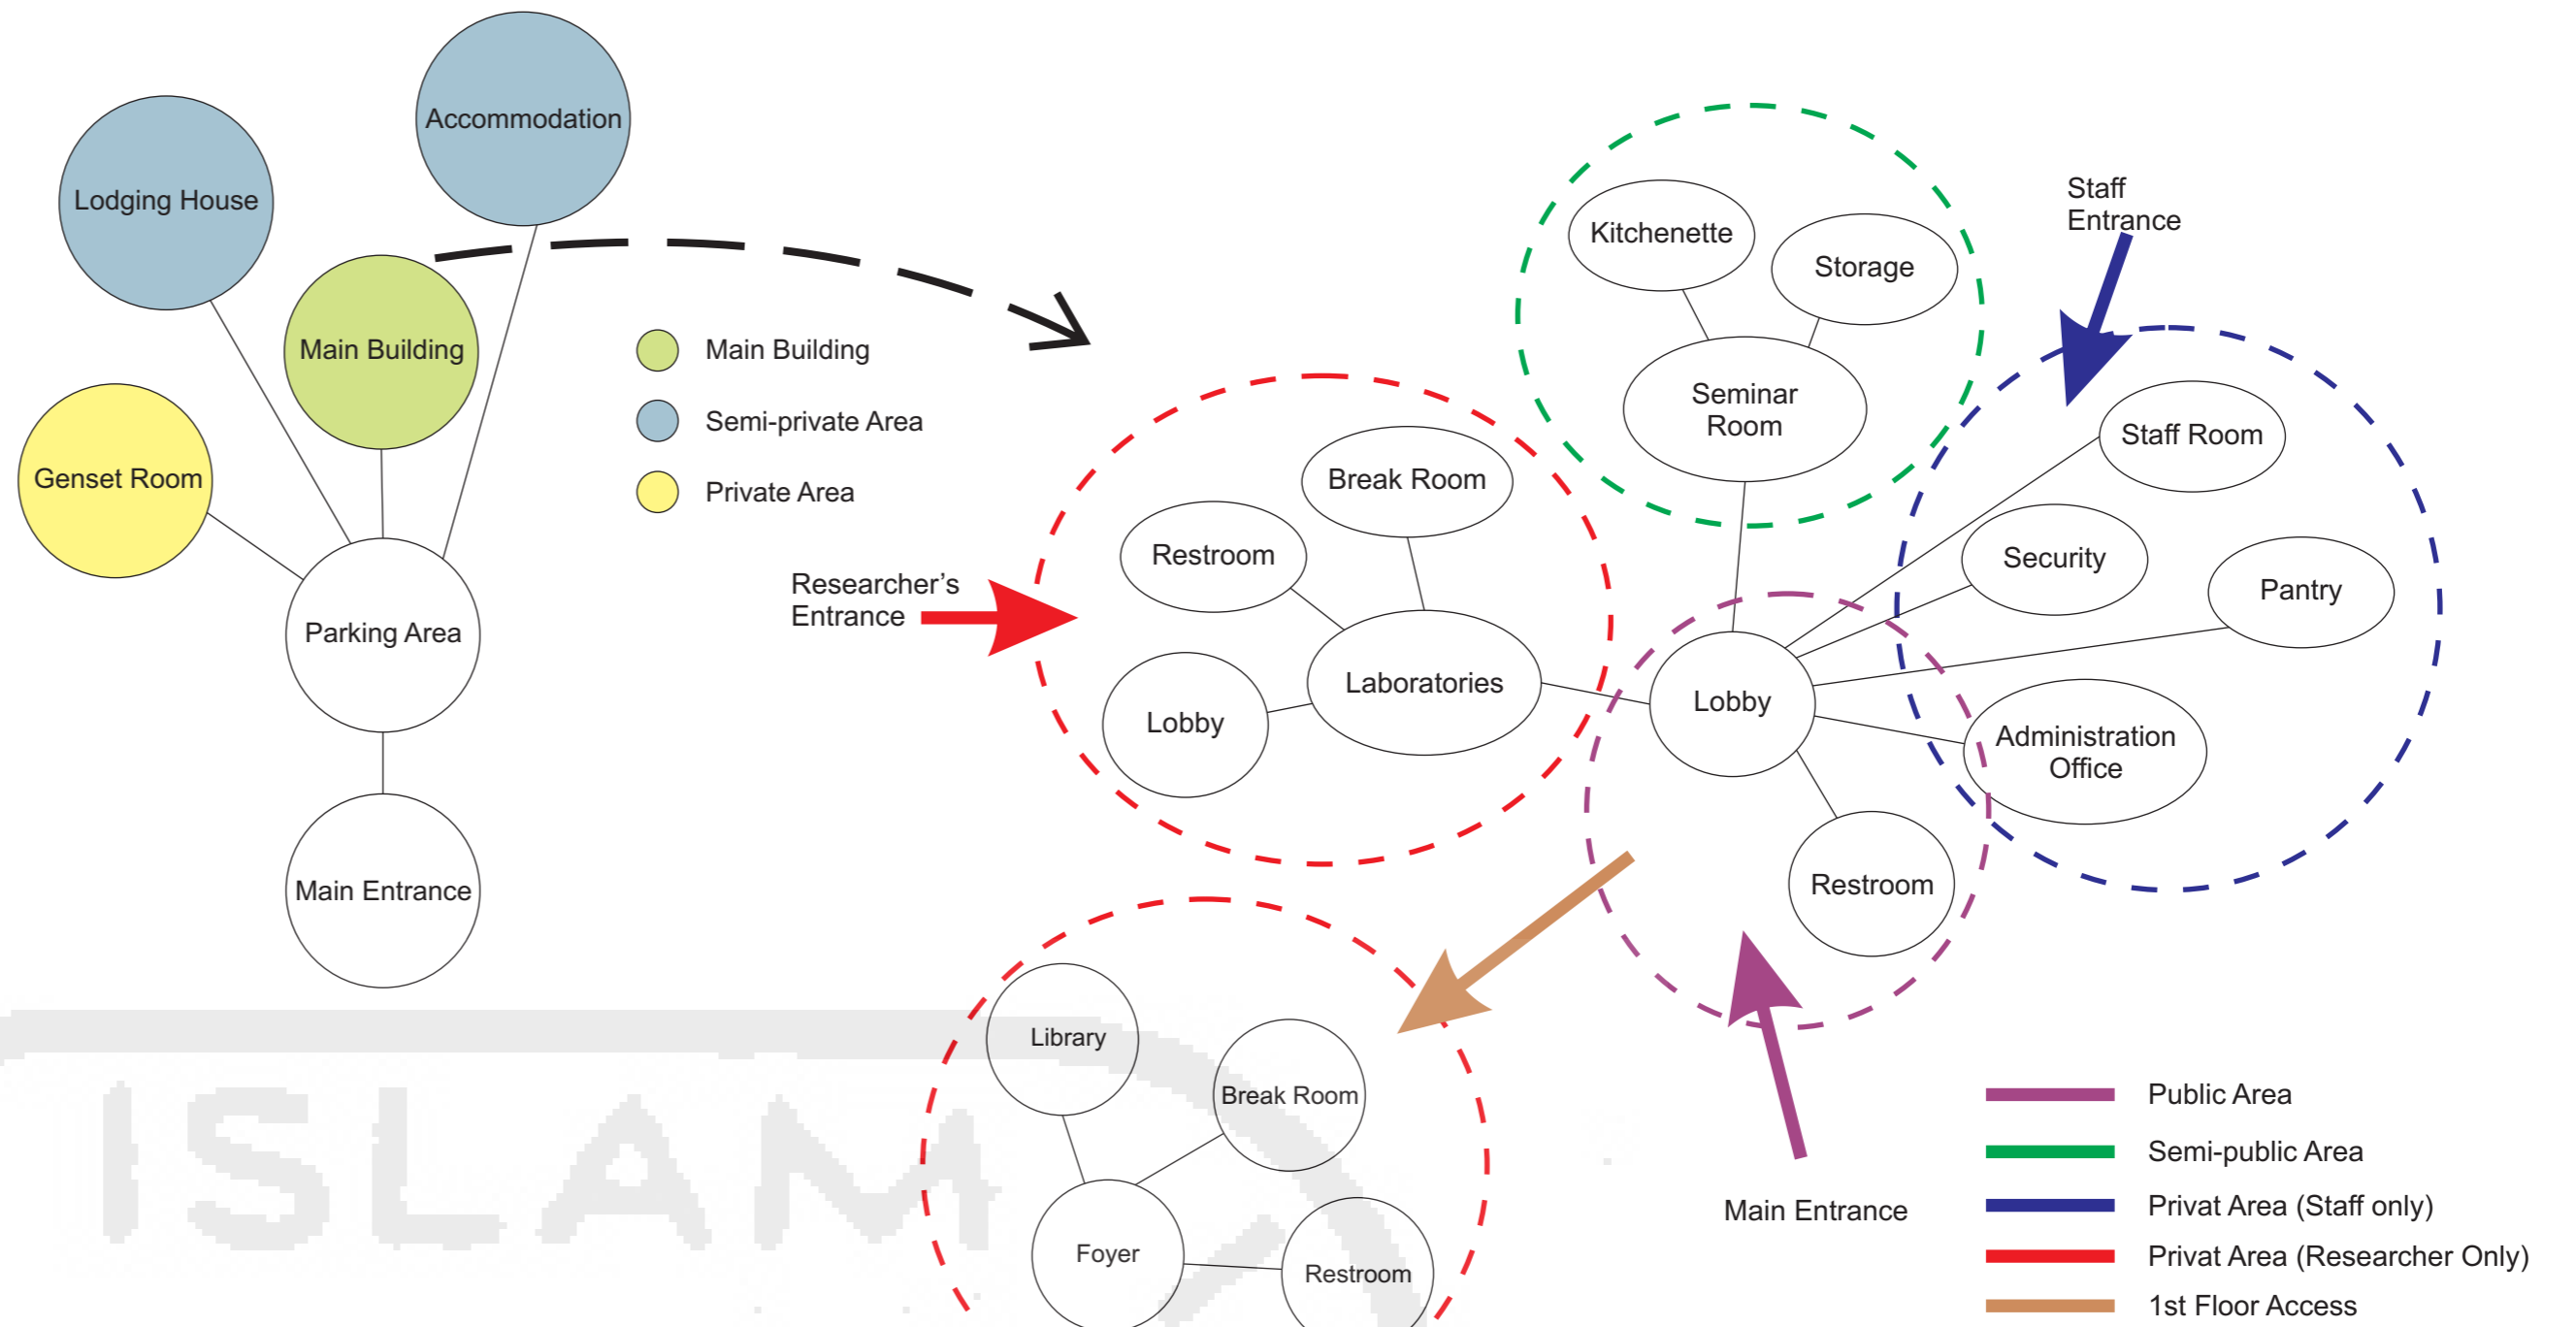 Accommodation
Lodging House
Main Building
Genset Room
Parking Area
Main Entrance
Main Building
Semi-private Area
Private Area
Kitchenette
Storage
Seminar
Room
Staff
Entrance
Staff Room
Security
Pantry
Administration
Office
Break Room
Restroom
Researcher’s
Entrance
Laboratories
Lobby
Lobby
Restroom
Library
Break Room
Foyer
Restroom
Main Entrance
Public Area
Semi-public Area
Privat Area (Staff only)
Privat Area (Researcher Only)
1st Floor Access
ISLAM